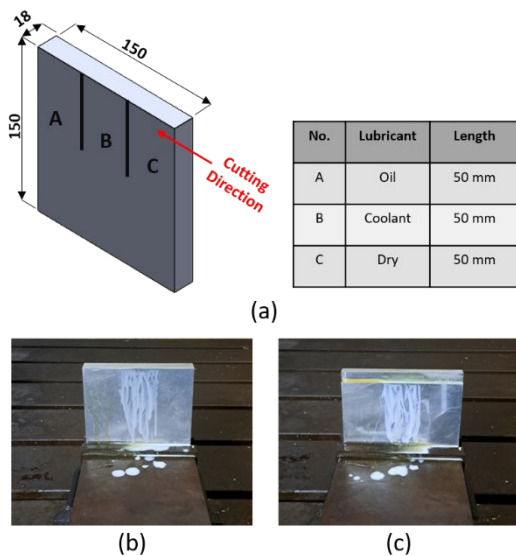 18
150
150
A
B
C
Cutting
Direction
No. Lubricant Length
A Oil 50 mm
B Coolant 50 mm
C Dry 50 mm
(a)
(b) (c)